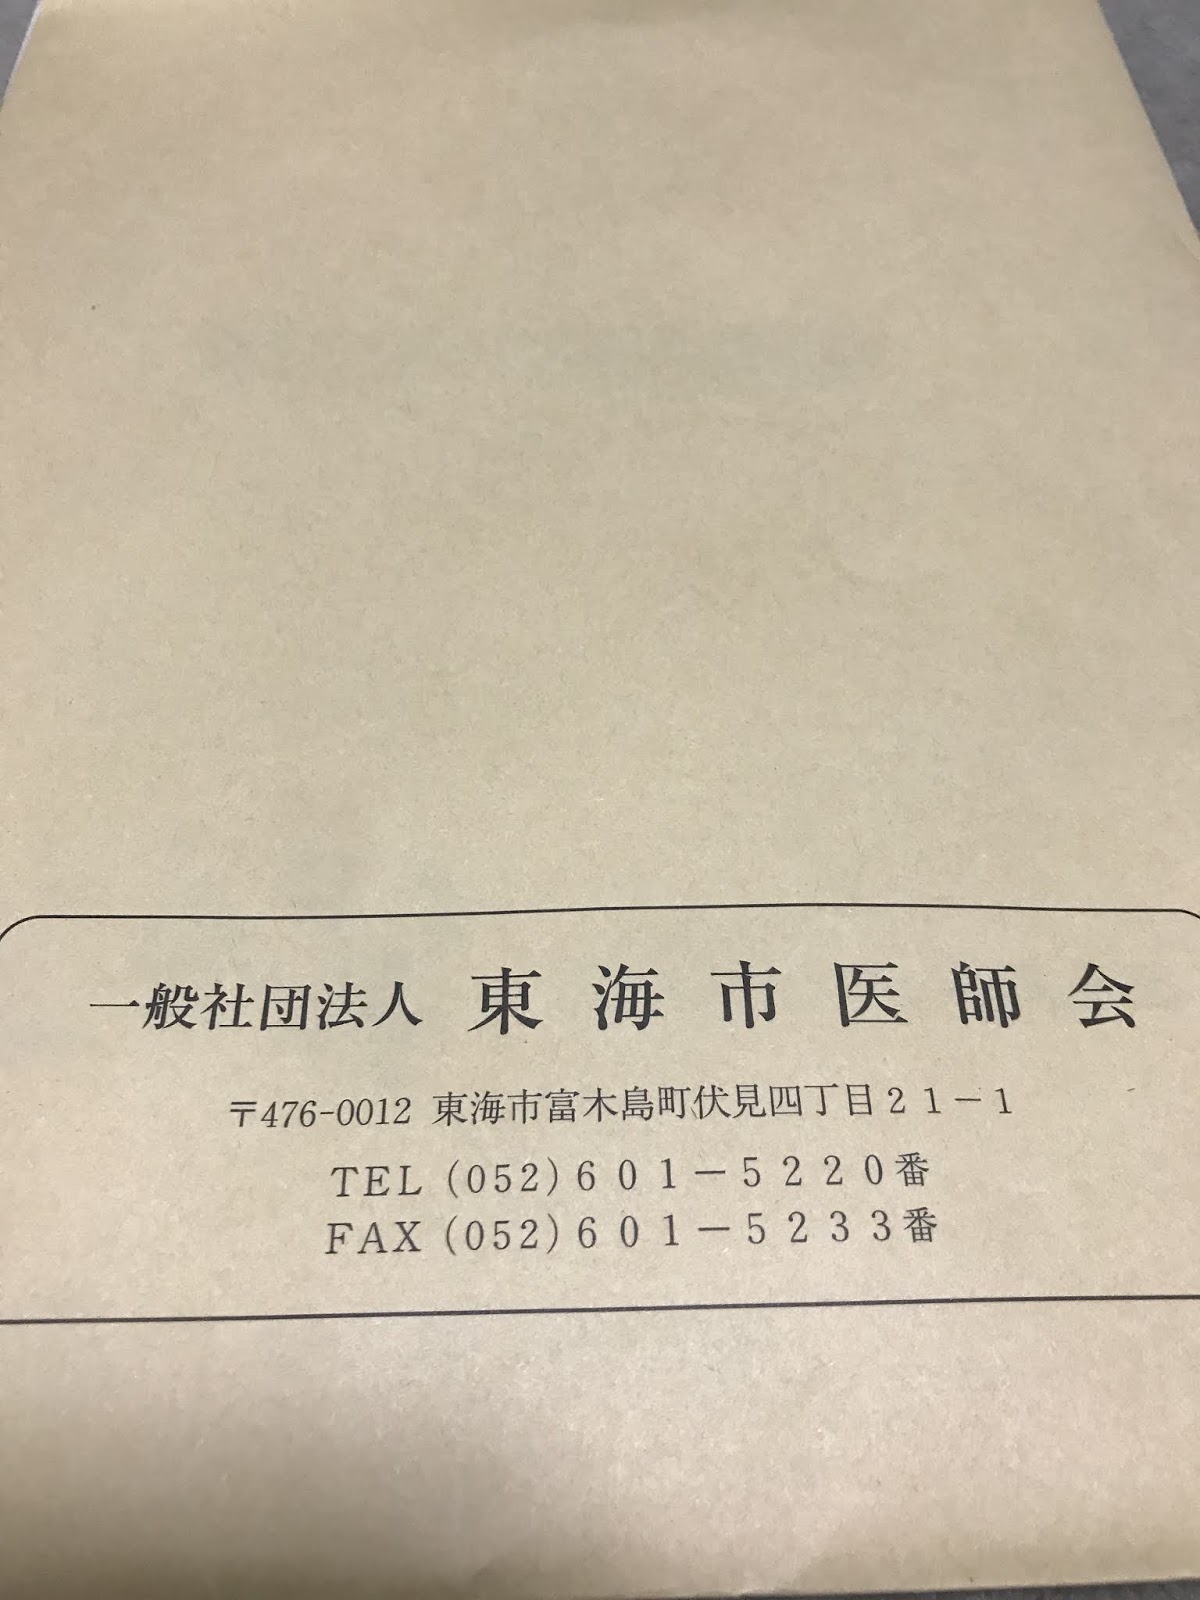 一般社団法人 東海市医師会
〒476-0012 東海市富木島町伏見四丁目21-1
TEL (052)601-5220番
FAX (052)601-5233番